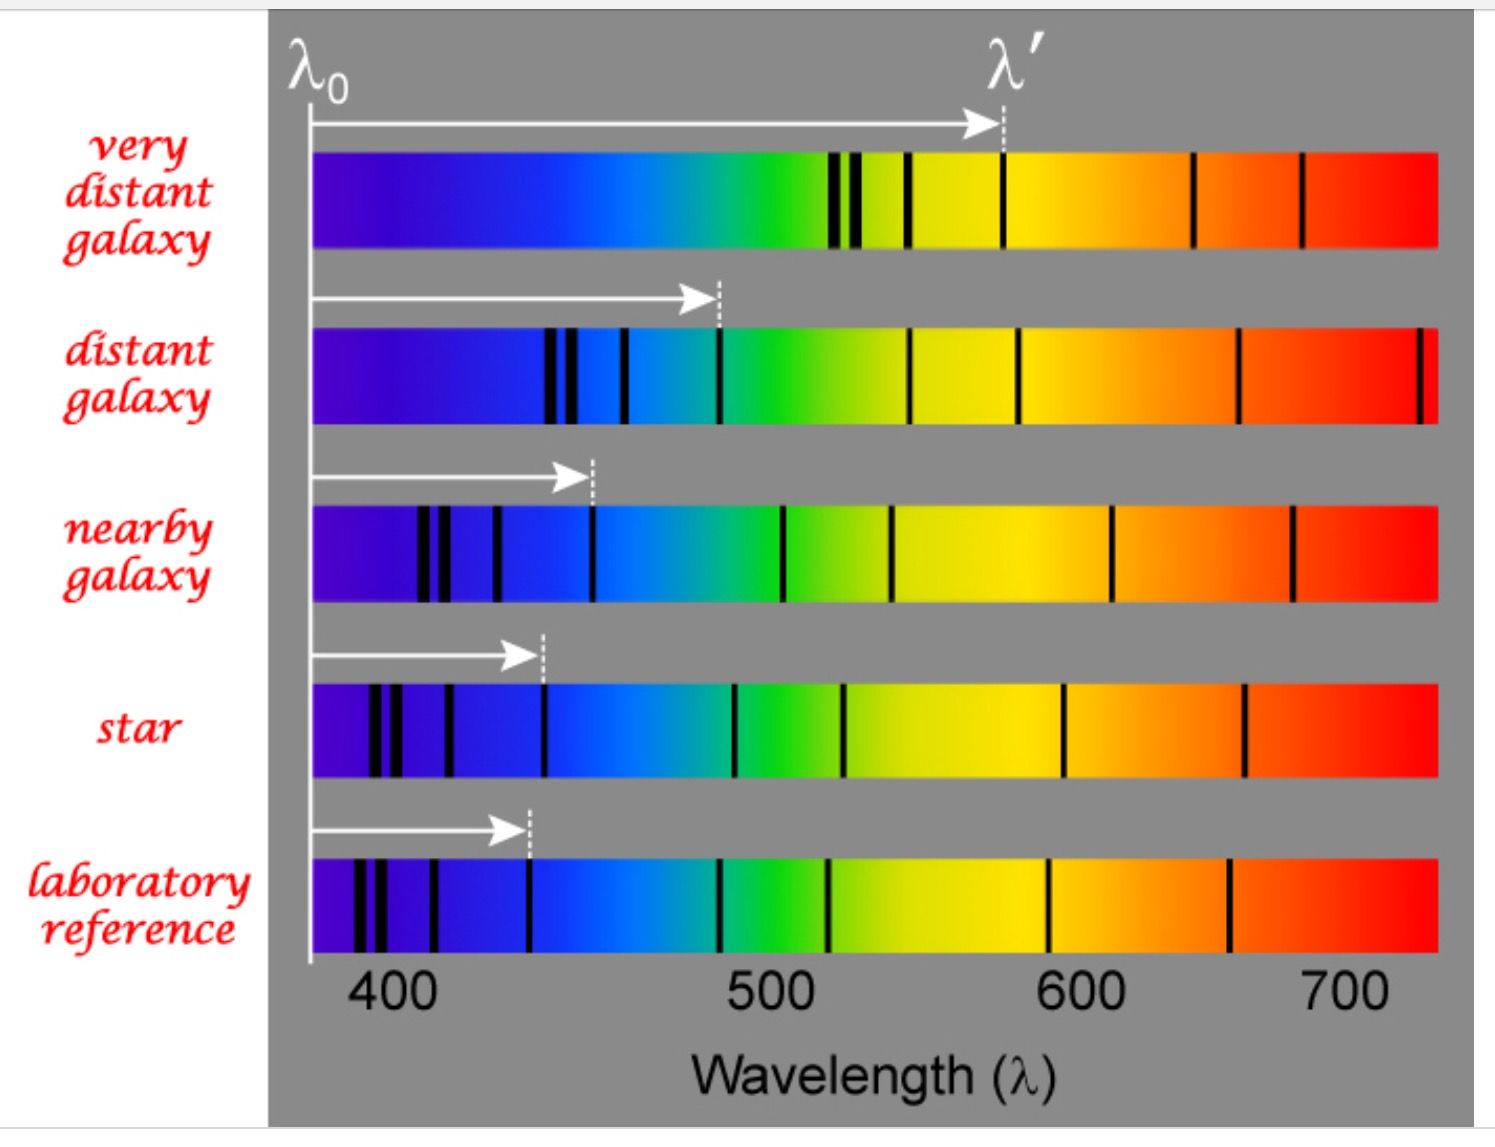 λ₀
λ′
very
distant
galaxy
distant
galaxy
nearby
galaxy
star
laboratory
reference
400 500 600 700
Wavelength (λ)